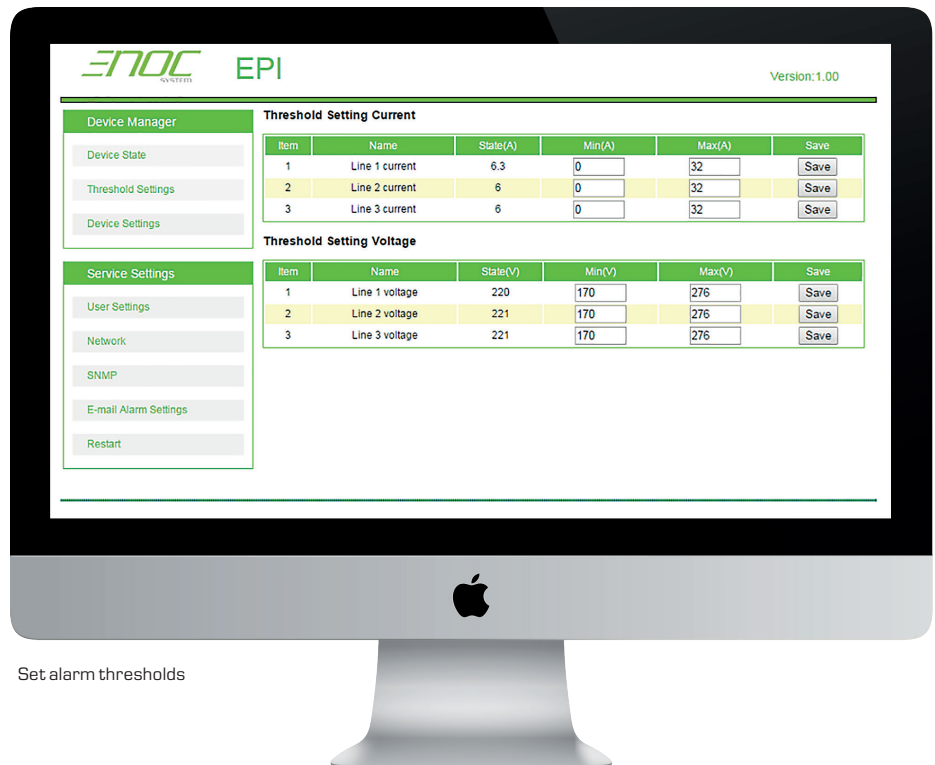 ENOC
SYSTEM
EPI
Version:1.00
Device Manager
Device State
Threshold Settings
Device Settings
Service Settings
User Settings
Network
SNMP
E-mail Alarm Settings
Restart
Threshold Setting Current
Item Name State(A) Min(A) Max(A) Save
1 Line 1 current 6.3 0 32 Save
2 Line 2 current 6 0 32 Save
3 Line 3 current 6 0 32 Save
Threshold Setting Voltage
Item Name State(V) Min(V) Max(V) Save
1 Line 1 voltage 220 170 276 Save
2 Line 2 voltage 221 170 276 Save
3 Line 3 voltage 221 170 276 Save
Set alarm thresholds